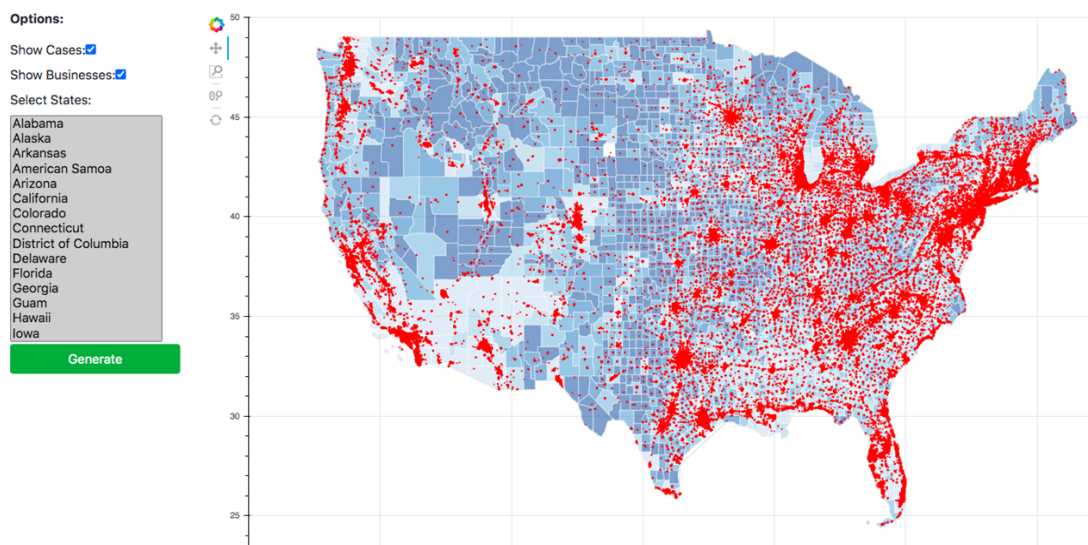 Options:
Show Cases:
Show Businesses:
Select States:
Alabama
Alaska
Arkansas
American Samoa
Arizona
California
Colorado
Connecticut
District of Columbia
Delaware
Florida
Georgia
Guam
Hawaii
Iowa
Generate
50
45
40
35
30
25